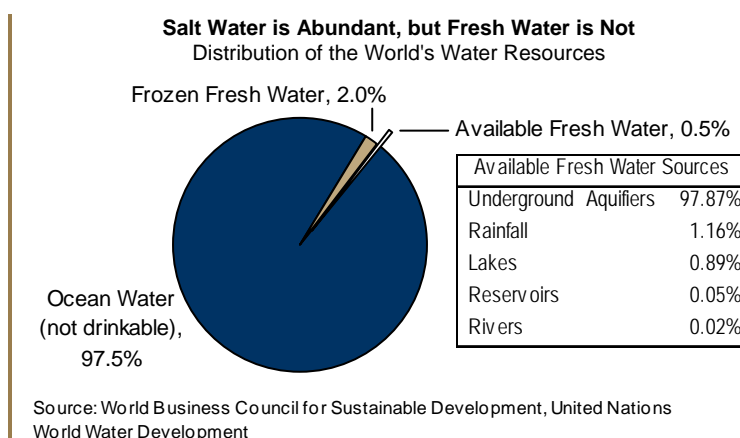 Salt Water is Abundant, but Fresh Water is Not
Distribution of the World's Water Resources
Frozen Fresh Water, 2.0%
Available Fresh Water, 0.5%
Available Fresh Water Sources
Underground Aquifiers 97.87%
Rainfall 1.16%
Lakes 0.89%
Reservoirs 0.05%
Rivers 0.02%
Ocean Water
(not drinkable),
97.5%
Source: World Business Council for Sustainable Development, United Nations
World Water Development